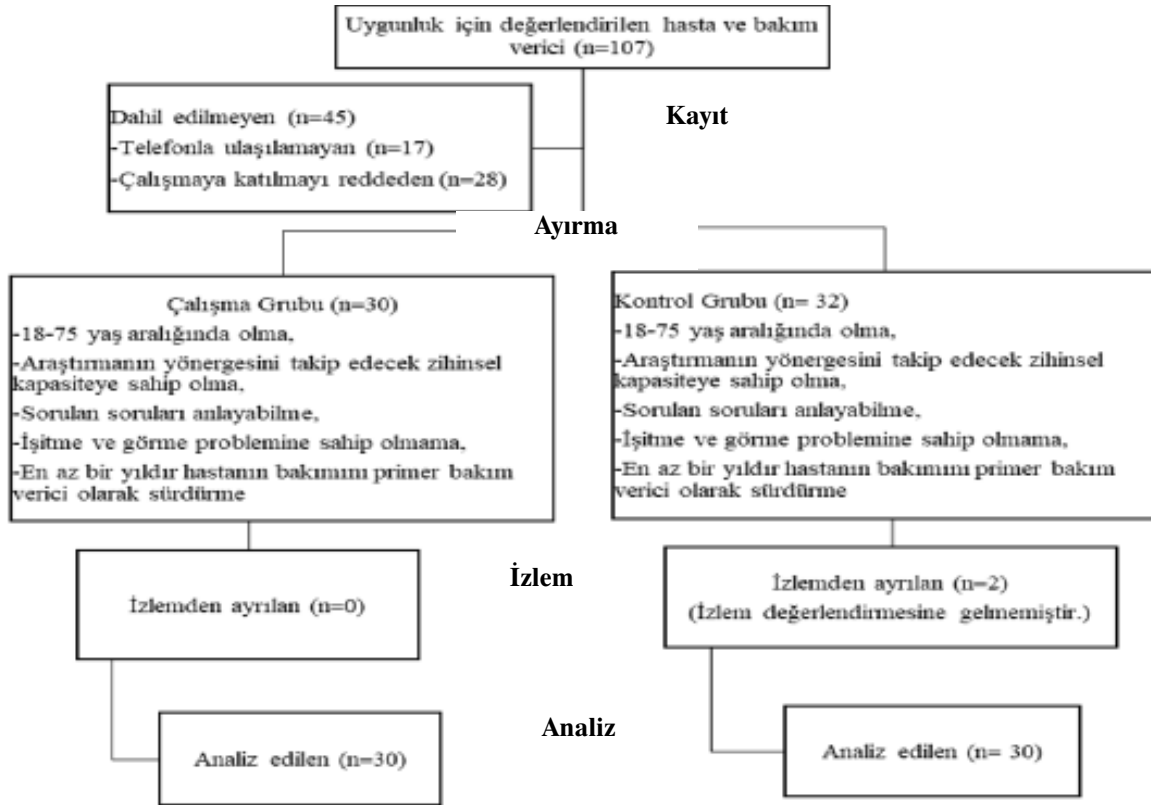 Uygunluk için değerlendirilen hasta ve bakım
verici (n=107)
Kayıt
Dahil edilmeyen (n=45)
-Telefonla ulaşılamayan (n=17)
-Çalışmaya katılmayı reddeden (n=28)
Ayırma
Çalışma Grubu (n=30)
-18-75 yaş aralığında olma,
-Araştırmanın yönergesini takip edecek zihinsel
kapasiteye sahip olma,
-Sorulan soruları anlayabilme,
-İşitme ve görme problemine sahip olmama,
-En az bir yıldır hastanın bakımını primer bakım
verici olarak sürdürme
Kontrol Grubu (n= 32)
-18-75 yaş aralığında olma,
-Araştırmanın yönergesini takip edecek zihinsel
kapasiteye sahip olma,
-Sorulan soruları anlayabilme,
-İşitme ve görme problemine sahip olmama,
-En az bir yıldır hastanın bakımını primer bakım
verici olarak sürdürme
İzlem
İzlemden ayrılan (n=0)
İzlemden ayrılan (n=2)
(İzlem değerlendirmesine gelmemiştir.)
Analiz
Analiz edilen (n=30)
Analiz edilen (n= 30)